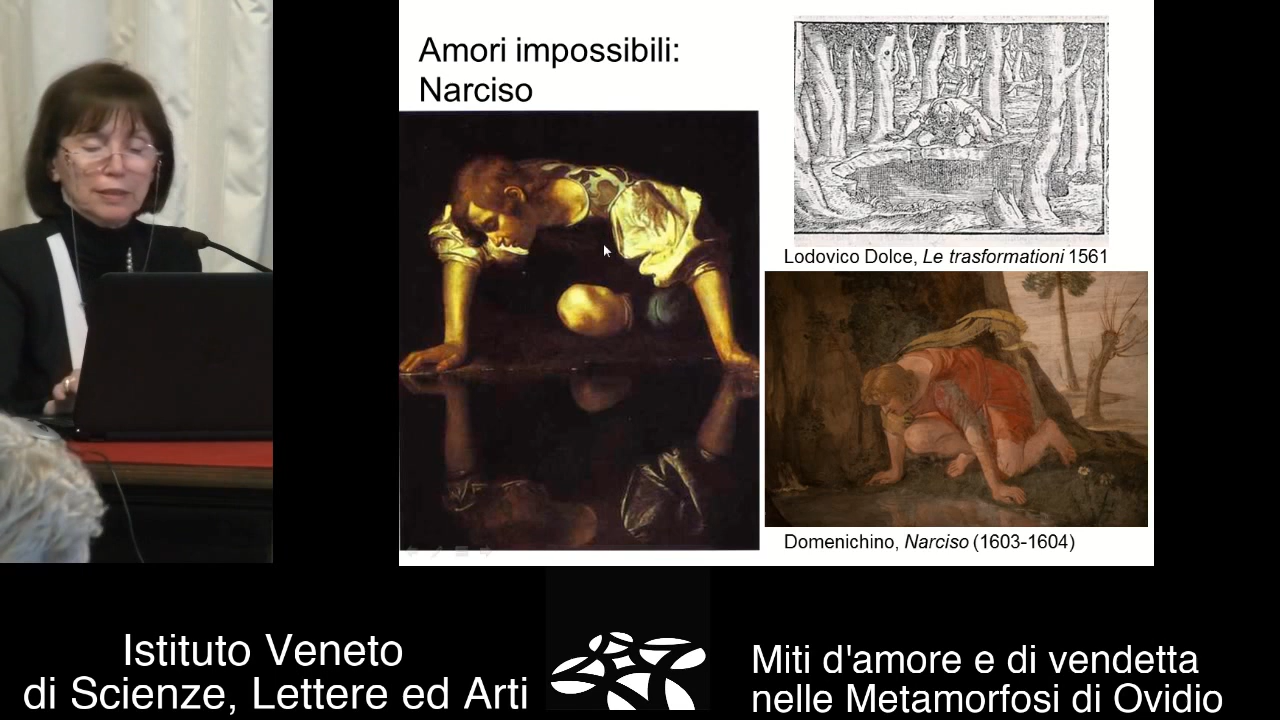 Amori impossibili:
Narciso
Lodovico Dolce, Le trasformationi 1561
Domenichino, Narciso (1603-1604)
Istituto Veneto
di Scienze, Lettere ed Arti
Miti d'amore e di vendetta
nelle Metamorfosi di Ovidio